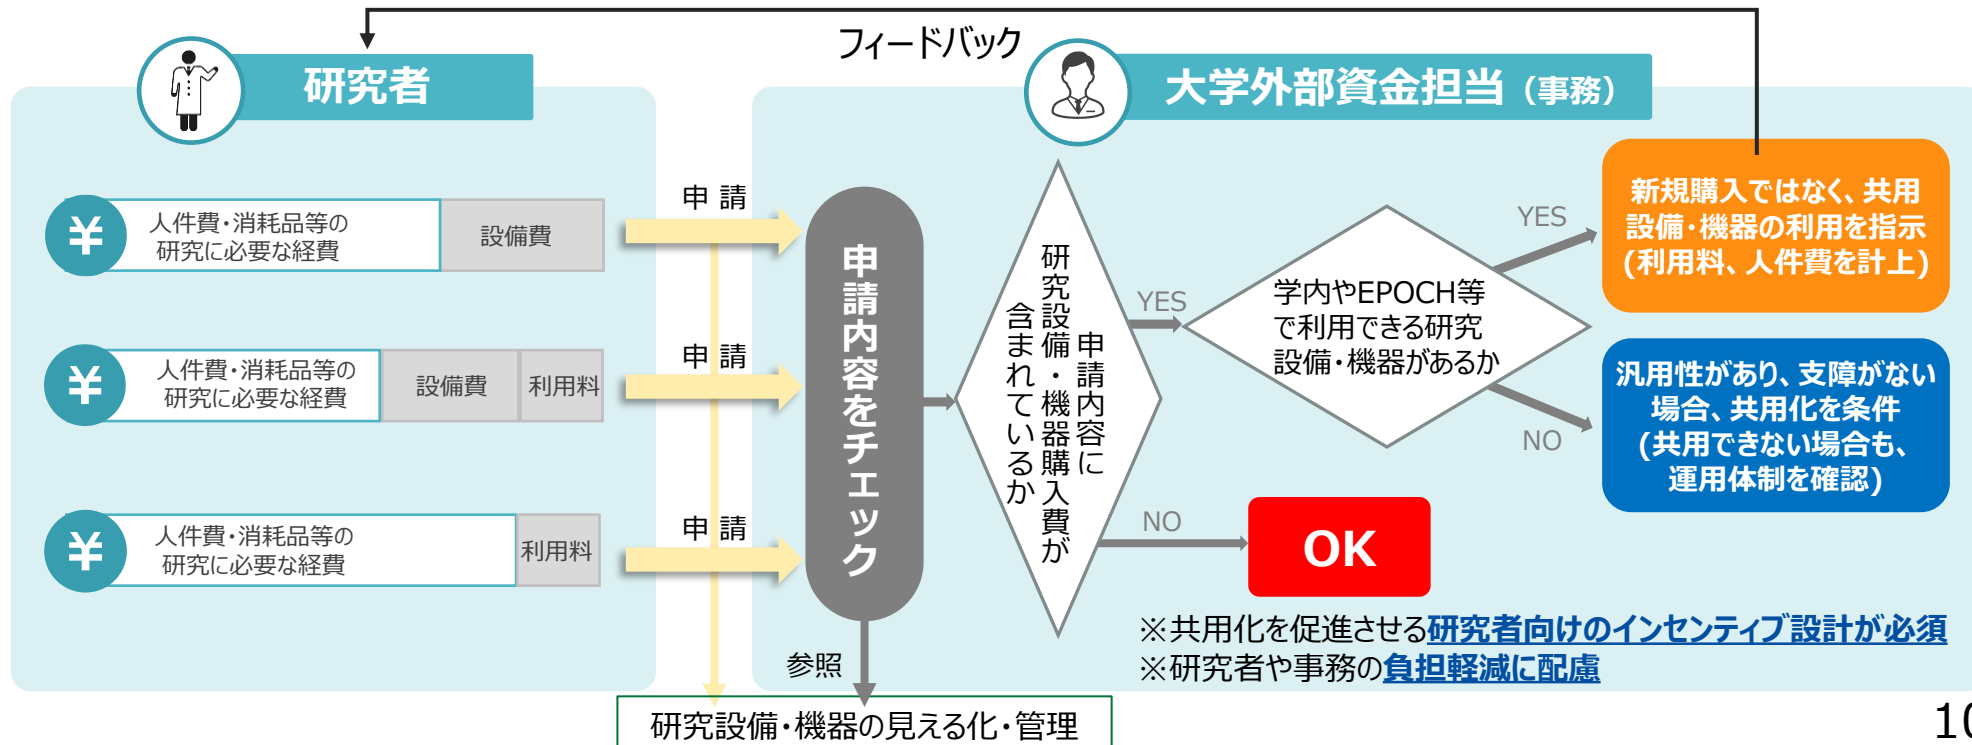 フィードバック
研究者
大学外部資金担当（事務）
¥
人件費・消耗品等の
研究に必要な経費
設備費
申 請
¥
人件費・消耗品等の
研究に必要な経費
設備費
利用料
申 請
¥
人件費・消耗品等の
研究に必要な経費
利用料
申 請
申請内容をチェック
参照
研究設備・機器の見える化・管理
申請内容に
研究設備・機器購入費が
含まれているか
YES
NO
OK
学内やEPOCH等
で利用できる研究
設備・機器があるか
YES
NO
新規購入ではなく、共用
設備・機器の利用を指示
(利用料、人件費を計上)
汎用性があり、支障がない
場合、共用化を条件
(共用できない場合も、
運用体制を確認)
※共用化を促進させる研究者向けのインセンティブ設計が必須
※研究者や事務の負担軽減に配慮
10